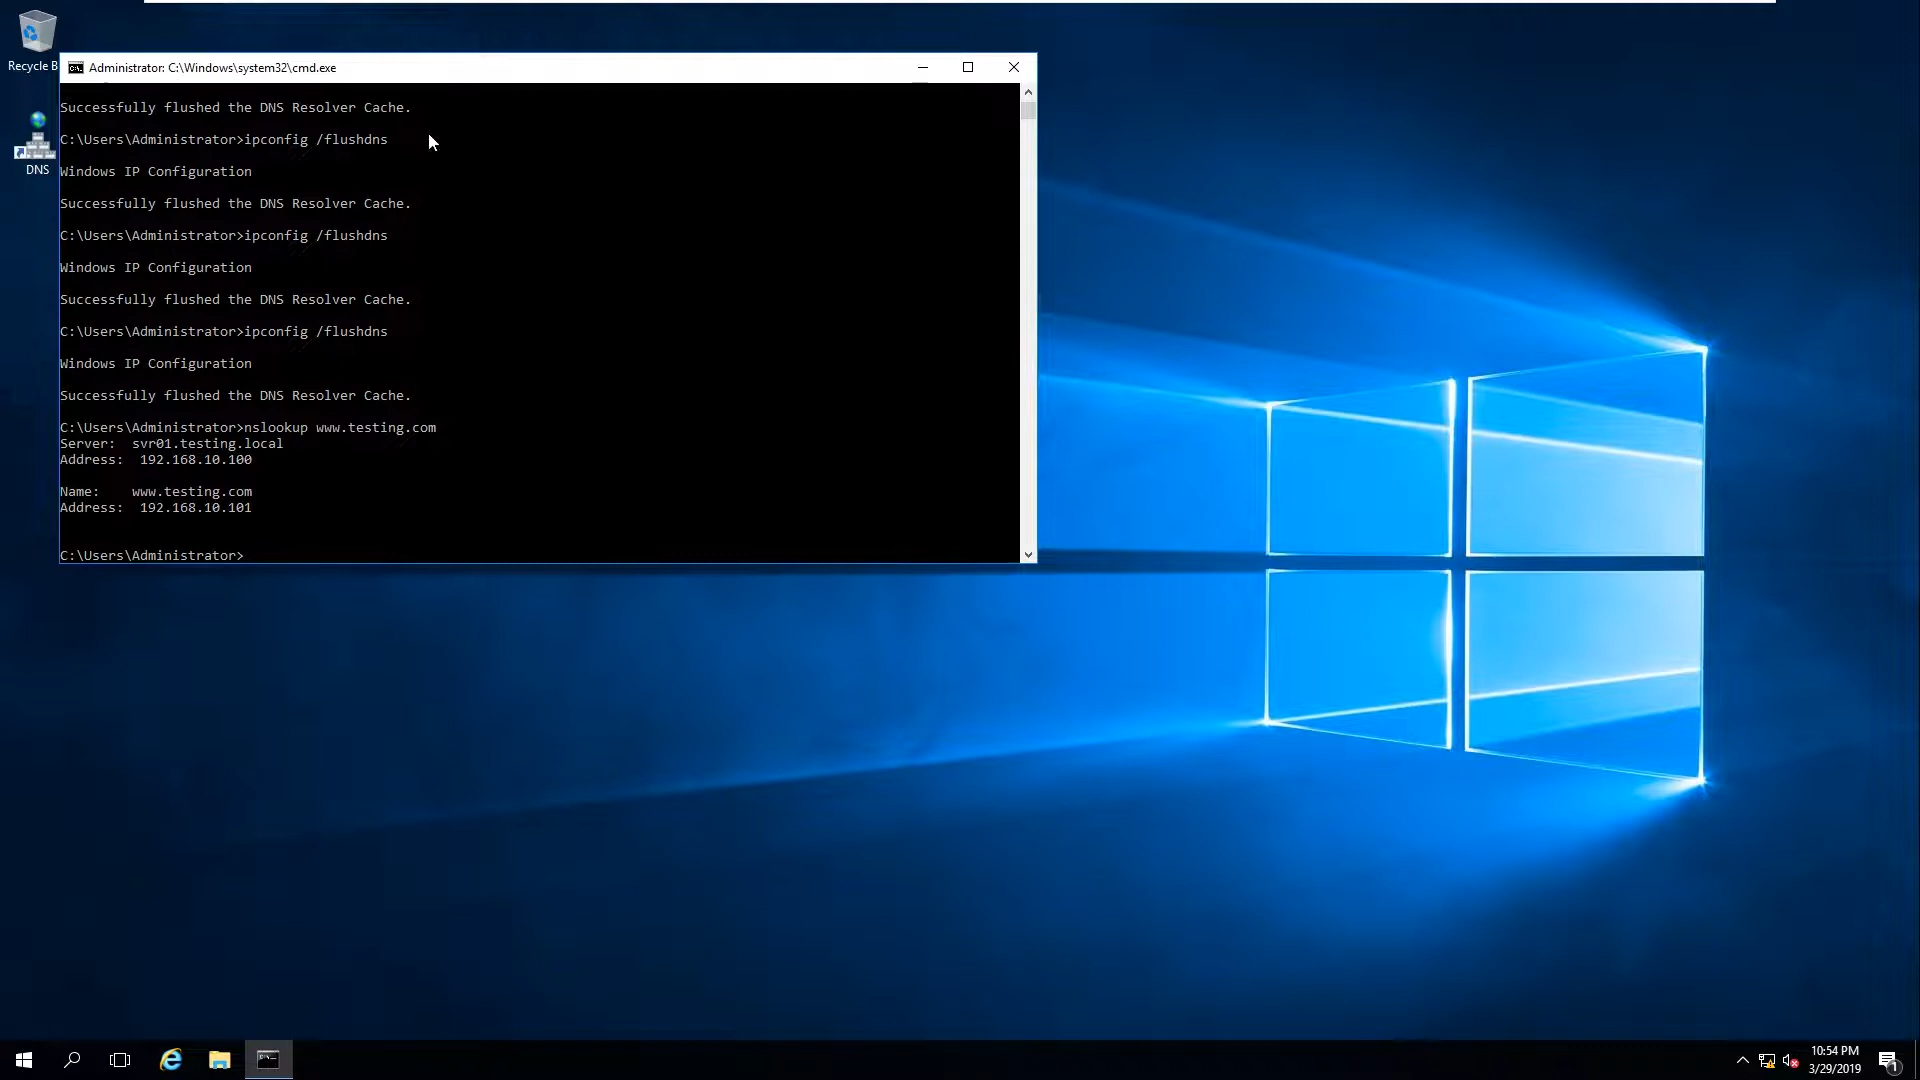 Recycle B
DNS
Administrator: C:\Windows\system32\cmd.exe
Successfully flushed the DNS Resolver Cache.
C:\Users\Administrator>ipconfig /flushdns
Windows IP Configuration
Successfully flushed the DNS Resolver Cache.
C:\Users\Administrator>ipconfig /flushdns
Windows IP Configuration
Successfully flushed the DNS Resolver Cache.
C:\Users\Administrator>ipconfig /flushdns
Windows IP Configuration
Successfully flushed the DNS Resolver Cache.
C:\Users\Administrator>nslookup www.testing.com
Server:  svr01.testing.local
Address:  192.168.10.100
Name:    www.testing.com
Address:  192.168.10.101
C:\Users\Administrator>
10:54 PM
3/29/2019
1